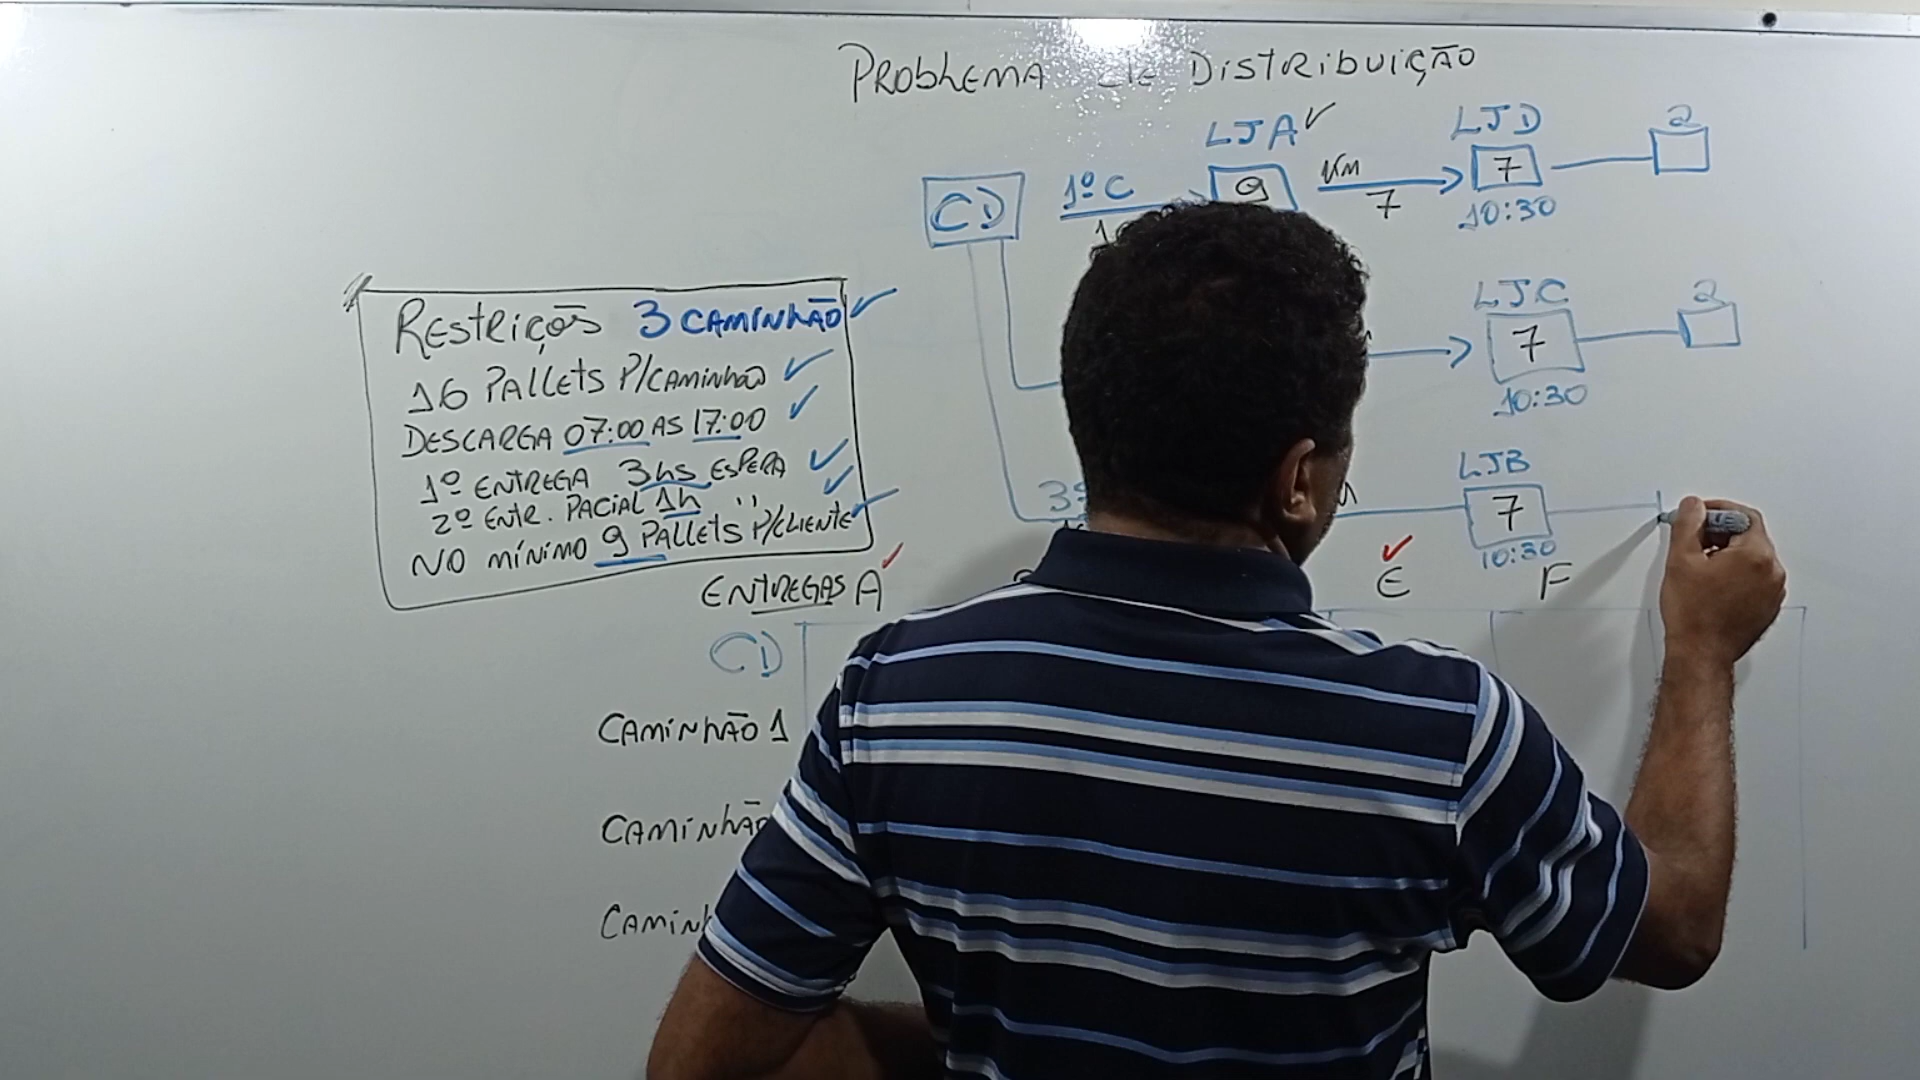 Problema de Distribuição
LJA LJD 2
CD 1º C 9 KM 7
7 10:30
LJC 2
7
10:30
Restriçõs 3 caminhão
16 Pallets p/caminhão
Descarga 07:00 as 17:00
1º Entrega 3hs espera
2º Entr. Pacial 1h "
No mínimo 9 Pallets p/cliente
LJB
7
10:30
Entregas A E F
CD
Caminhão 1